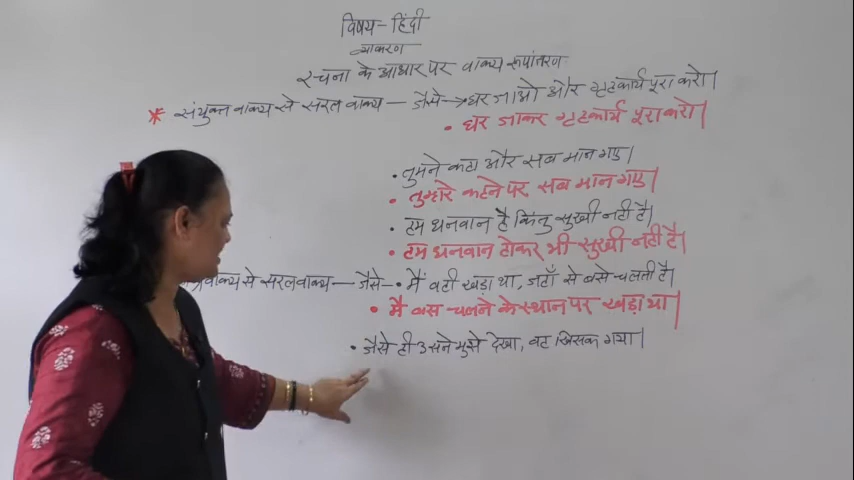 विषय - हिंदी
व्याकरण
रचना के आधार पर वाक्य रूपांतरण
* संयुक्त वाक्य से सरल वाक्य — जैसे → घर जाओ और गृहकार्य पूरा करो।
• घर जाकर गृहकार्य पूरा करो।
• तुमने कहा और सब मान गए।
• तुम्हारे कहने पर सब मान गए।
• हम धनवान है किंतु सुखी नहीं है।
• हम धनवान होकर भी सुखी नहीं है।
वाक्य से सरल वाक्य — जैसे - • मैं वही खड़ा था, जहाँ से बसे चलती है।
• मै बस चलने के स्थान पर खड़ा था।
• जैसे ही उसने मुझे देखा, वह खिसक गया।